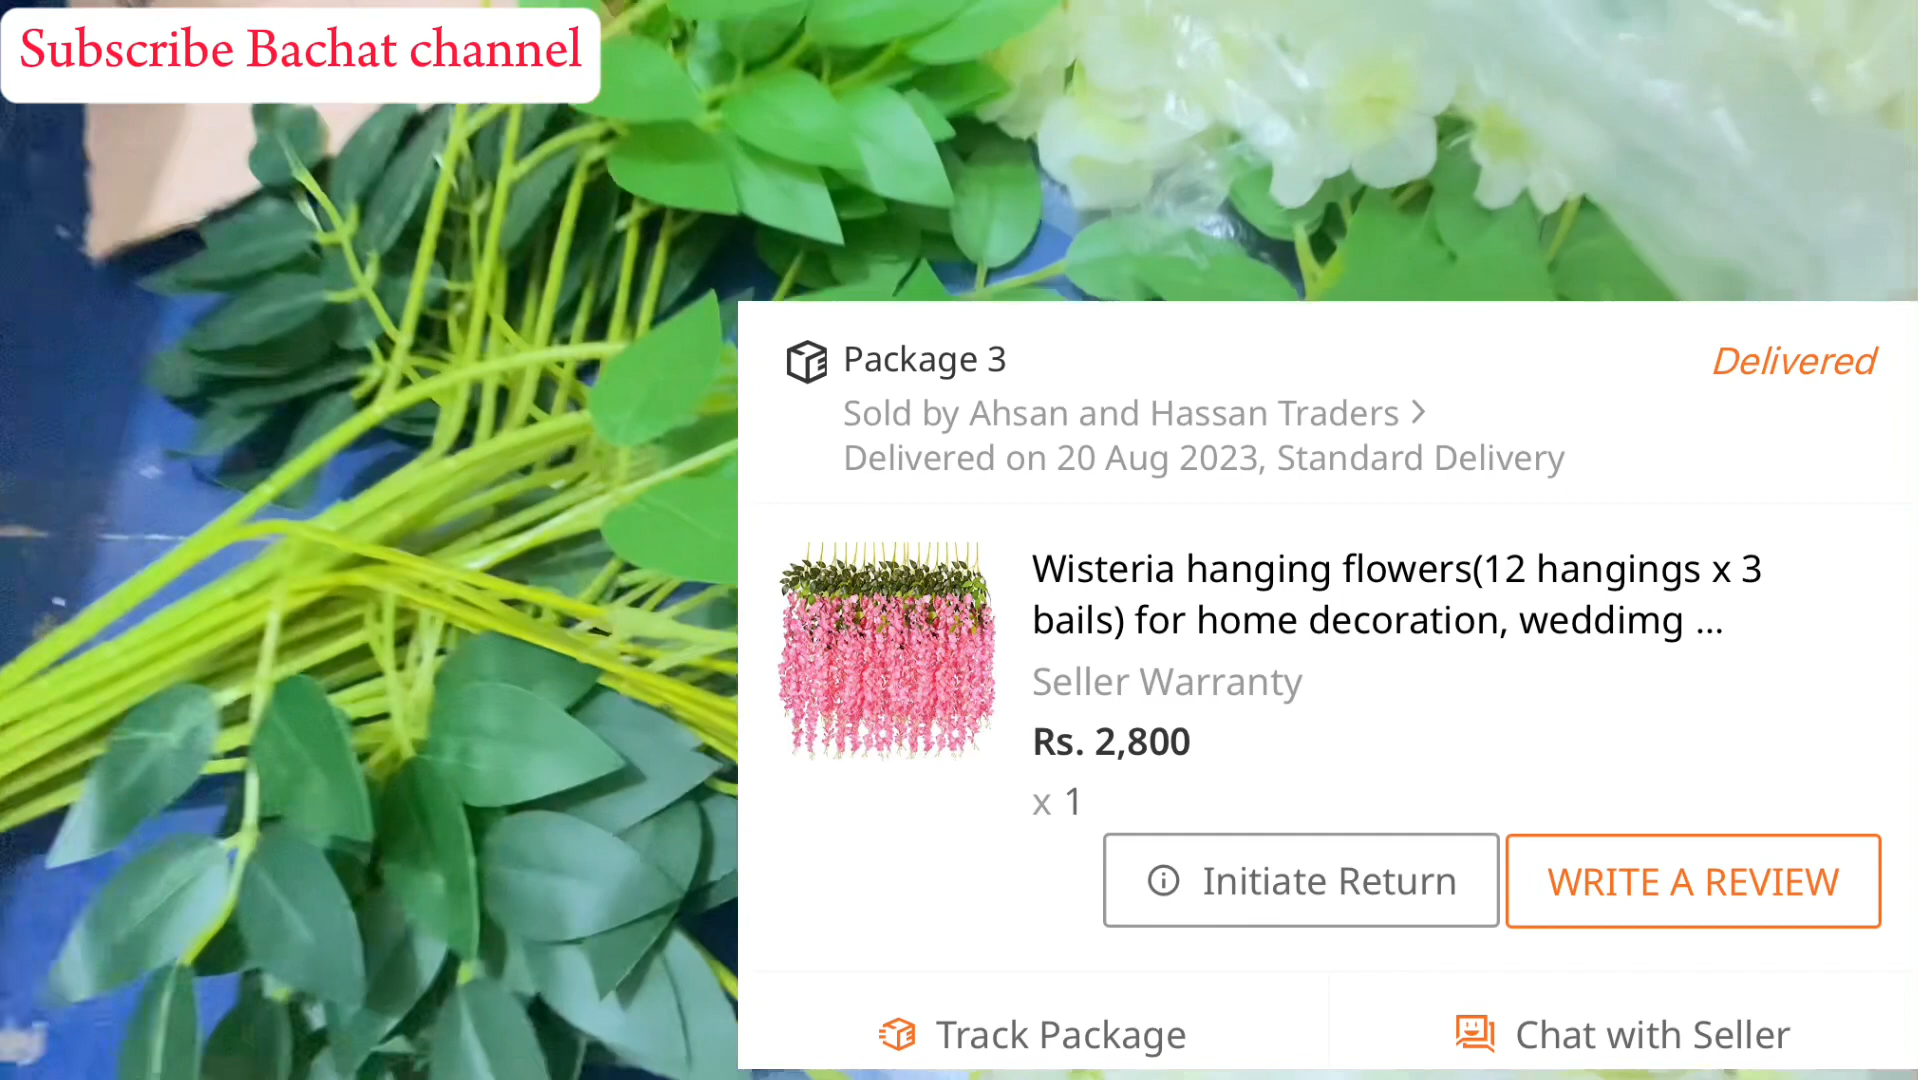 Subscribe Bachat channel
Package 3
Delivered
Sold by Ahsan and Hassan Traders >
Delivered on 20 Aug 2023, Standard Delivery
Wisteria hanging flowers(12 hangings x 3
bails) for home decoration, weddimg ...
Seller Warranty
Rs. 2,800
x 1
Initiate Return
WRITE A REVIEW
Track Package
Chat with Seller